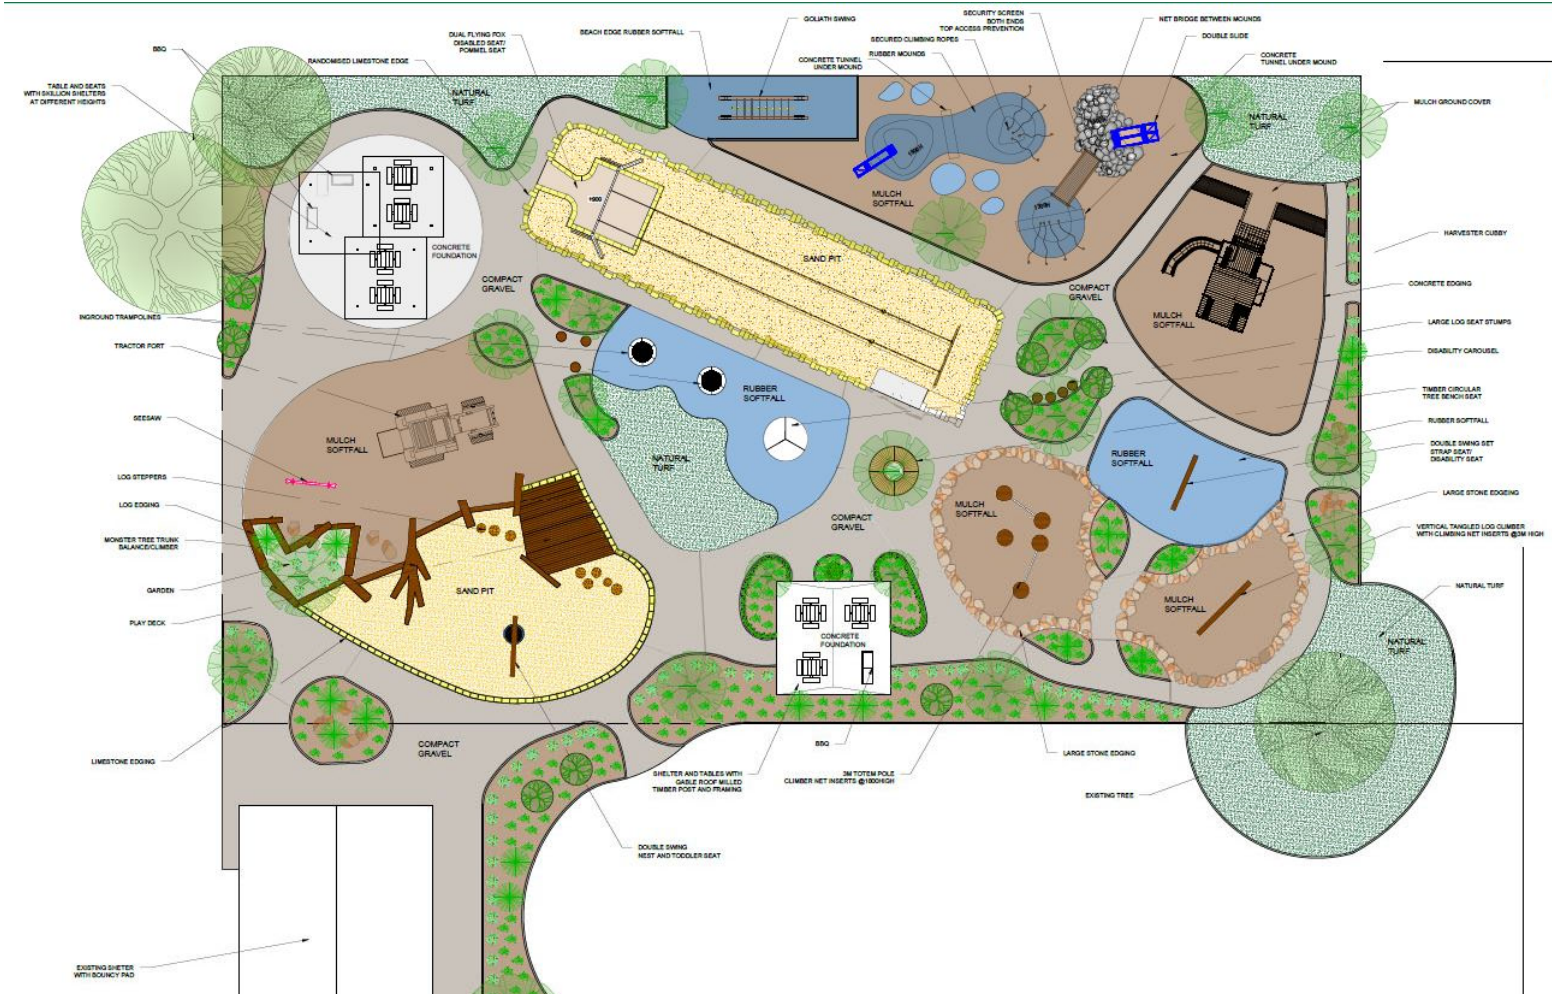 SECURITY SCREEN
BOTH ENDS
TOP ACCESS PREVENTION
GOLIATH SWING
NET BRIDGE BETWEEN MOUNDS
BEACH EDGE RUBBER SOFTFALL
DUAL FLYING FOX
DISABLED SEAT/
POMMEL SEAT
SECURED CLIMBING ROPES
DOUBLE SLIDE
BBQ
RUBBER MOUNDS
RANDOMISED LIMESTONE EDGE
CONCRETE TUNNEL
UNDER MOUND
CONCRETE
TUNNEL UNDER MOUND
TABLE AND SEATS
WITH SKILLION SHELTERS
AT DIFFERENT HEIGHTS
NATURAL
TURF
MULCH GROUND COVER
NATURAL
TURF
MULCH
SOFTFALL
1900
HARVESTER CUBBY
CONCRETE
FOUNDATION
SAND PIT
COMPACT
GRAVEL
COMPACT
GRAVEL
CONCRETE EDGING
INGROUND TRAMPOLINES
MULCH
SOFTFALL
LARGE LOG SEAT STUMPS
TRACTOR FORT
DISABILITY CAROUSEL
RUBBER
SOFTFALL
TIMBER CIRCULAR
TREE BENCH SEAT
SEESAW
RUBBER SOFTFALL
MULCH
SOFTFALL
DOUBLE SWING SET
STRAP SEAT/
DISABILITY SEAT
NATURAL
TURF
RUBBER
SOFTFALL
LOG STEPPERS
LARGE STONE EDGEING
LOG EDGING
MULCH
SOFTFALL
COMPACT
GRAVEL
VERTICAL TANGLED LOG CLIMBER
WITH CLIMBING NET INSERTS @3M HIGH
MONSTER TREE TRUNK
BALANCE/CLIMBER
GARDEN
SAND PIT
NATURAL TURF
MULCH
SOFTFALL
PLAY DECK
CONCRETE
FOUNDATION
NATURAL
TURF
COMPACT
GRAVEL
BBQ
LARGE STONE EDGING
LIMESTONE EDGING
SHELTER AND TABLES WITH
GABLE ROOF MILLED
TIMBER POST AND FRAMING
3M TOTEM POLE
CLIMBER NET INSERTS @1800HIGH
EXISTING TREE
DOUBLE SWING
NEST AND TODDLER SEAT
EXISTING SHETER
WITH BOUNCY PAD